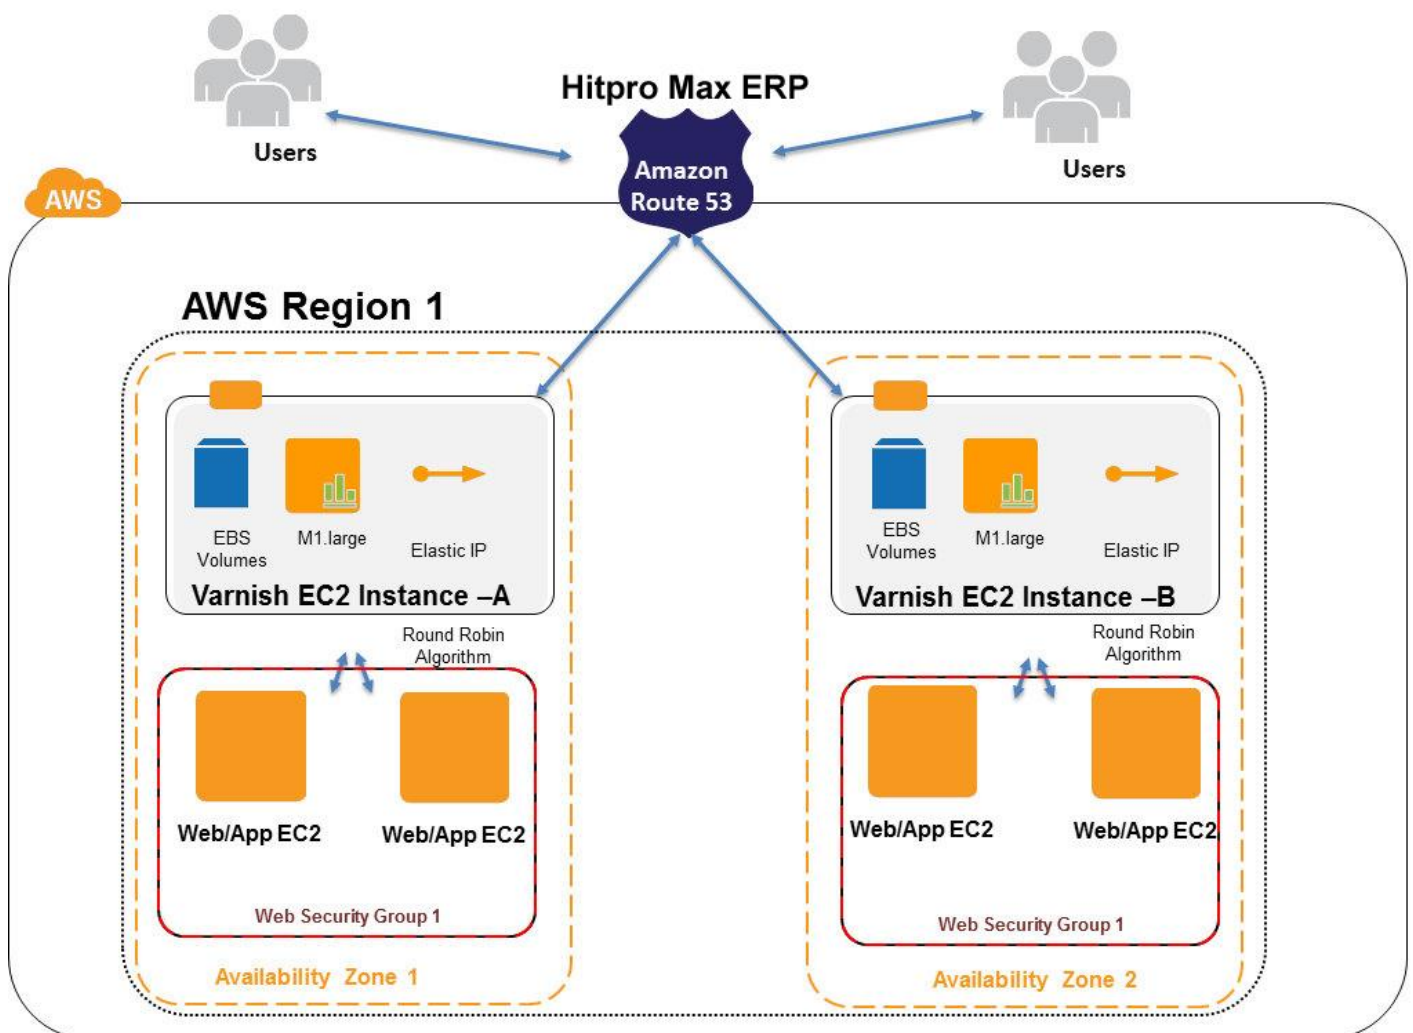 Hitpro Max ERP
Users
Users
Amazon
Route 53
AWS
AWS Region 1
EBS
Volumes
M1.large
Elastic IP
Varnish EC2 Instance –A
Round Robin
Algorithm
Web/App EC2
Web/App EC2
Web Security Group 1
Availability Zone 1
EBS
Volumes
M1.large
Elastic IP
Varnish EC2 Instance –B
Round Robin
Algorithm
Web/App EC2
Web/App EC2
Web Security Group 1
Availability Zone 2